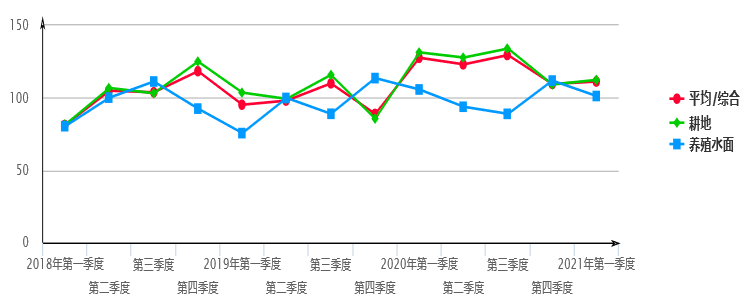 150
100
50
0
平均/综合
耕地
养殖水面
2018年第一季度
第二季度
第三季度
第四季度
2019年第一季度
第二季度
第三季度
第四季度
2020年第一季度
第二季度
第三季度
第四季度
2021年第一季度